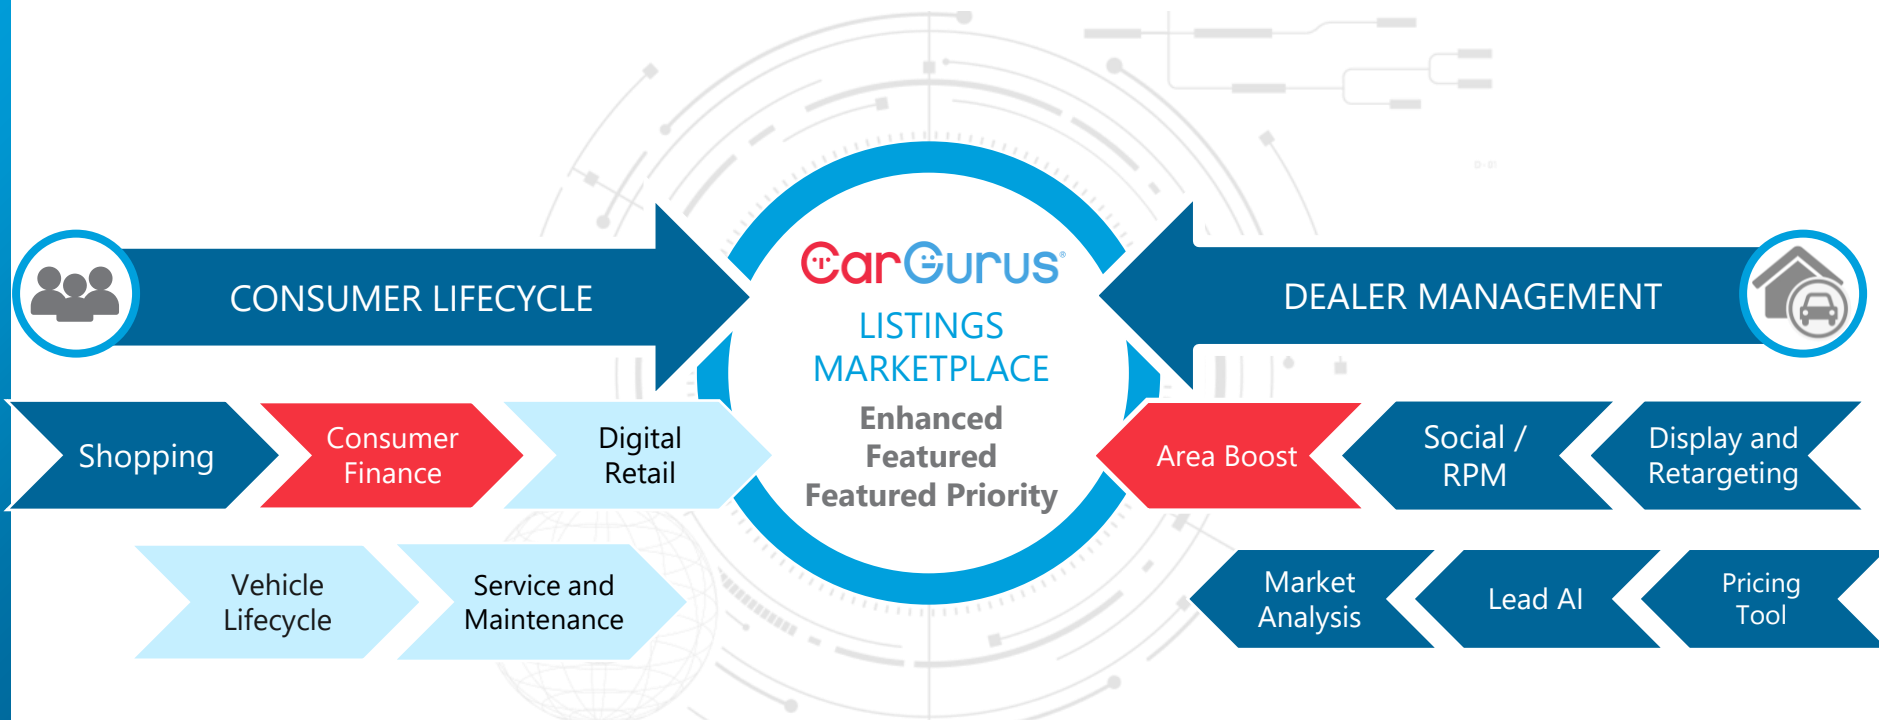 CarGurus®
CONSUMER LIFECYCLE
DEALER MANAGEMENT
LISTINGS
MARKETPLACE
Enhanced
Featured
Featured Priority
Shopping
Consumer
Finance
Digital
Retail
Area Boost
Social /
RPM
Display and
Retargeting
Vehicle
Lifecycle
Service and
Maintenance
Market
Analysis
Lead AI
Pricing
Tool